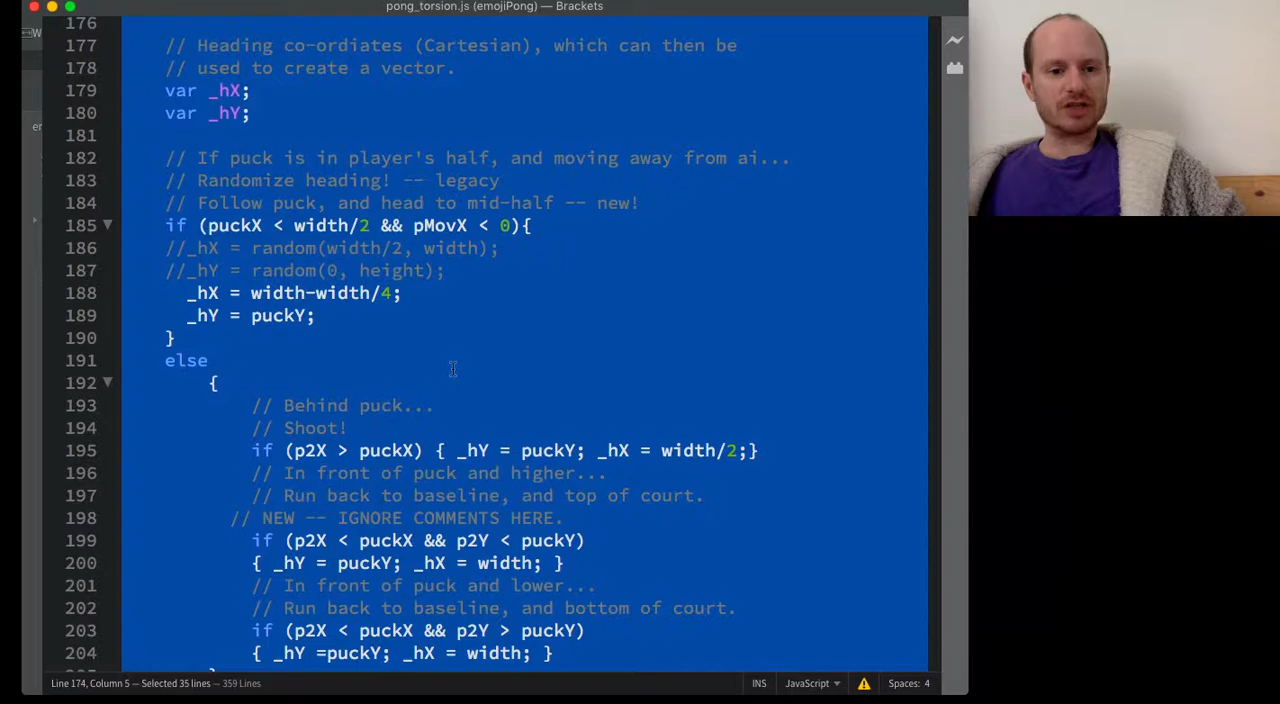 pong_torsion.js (emojiPong) — Brackets
W
er
176
177 // Heading co-ordiates (Cartesian), which can then be
178 // used to create a vector.
179 var _hX;
180 var _hY;
181
182 // If puck is in player's half, and moving away from ai...
183 // Randomize heading! -- legacy
184 // Follow puck, and head to mid-half -- new!
185 if (puckX < width/2 && pMovX < 0){
186 //_hX = random(width/2, width);
187 //_hY = random(0, height);
188 _hX = width-width/4;
189 _hY = puckY;
190 }
191 else
192 {
193 // Behind puck...
194 // Shoot!
195 if (p2X > puckX) { _hY = puckY; _hX = width/2;}
196 // In front of puck and higher...
197 // Run back to baseline, and top of court.
198 // NEW -- IGNORE COMMENTS HERE.
199 if (p2X < puckX && p2Y < puckY)
200 { _hY = puckY; _hX = width; }
201 // In front of puck and lower...
202 // Run back to baseline, and bottom of court.
203 if (p2X < puckX && p2Y > puckY)
204 { _hY =puckY; _hX = width; }
Line 174, Column 5 — Selected 35 lines — 359 Lines
INS JavaScript Spaces: 4